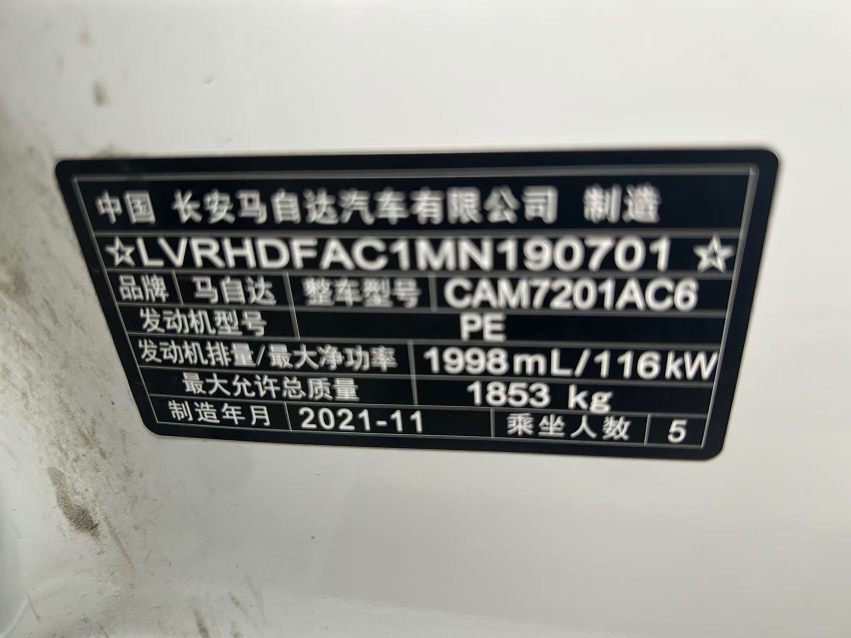 中国 长安马自达汽车有限公司 制造
☆LVRHDFAC1MN190701☆
品牌 马自达 整车型号 CAM7201AC6
发动机型号 PE
发动机排量/最大净功率 1998mL/116kW
最大允许总质量 1853 kg
制造年月 2021-11 乘坐人数 5